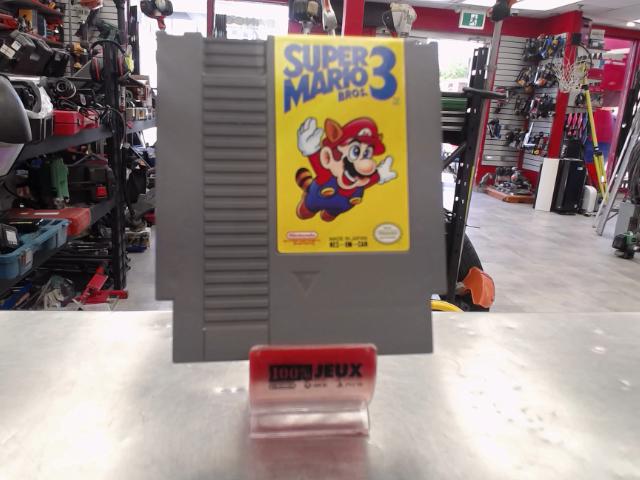 SUPER
MARIO 3
BROS.
Nintendo
MADE IN JAPAN
NES-UM-CAN
100% JEUX